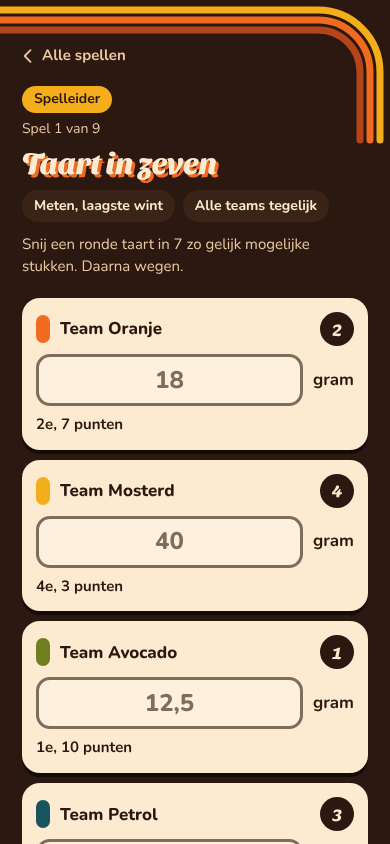 Alle spellen
Spelleider
Spel 1 van 9
Taart in zeven
Meten, laagste wint
Alle teams tegelijk
Snij een ronde taart in 7 zo gelijk mogelijke
stukken. Daarna wegen.
Team Oranje
2
18
gram
2e, 7 punten
Team Mosterd
4
40
gram
4e, 3 punten
Team Avocado
1
12,5
gram
1e, 10 punten
Team Petrol
3